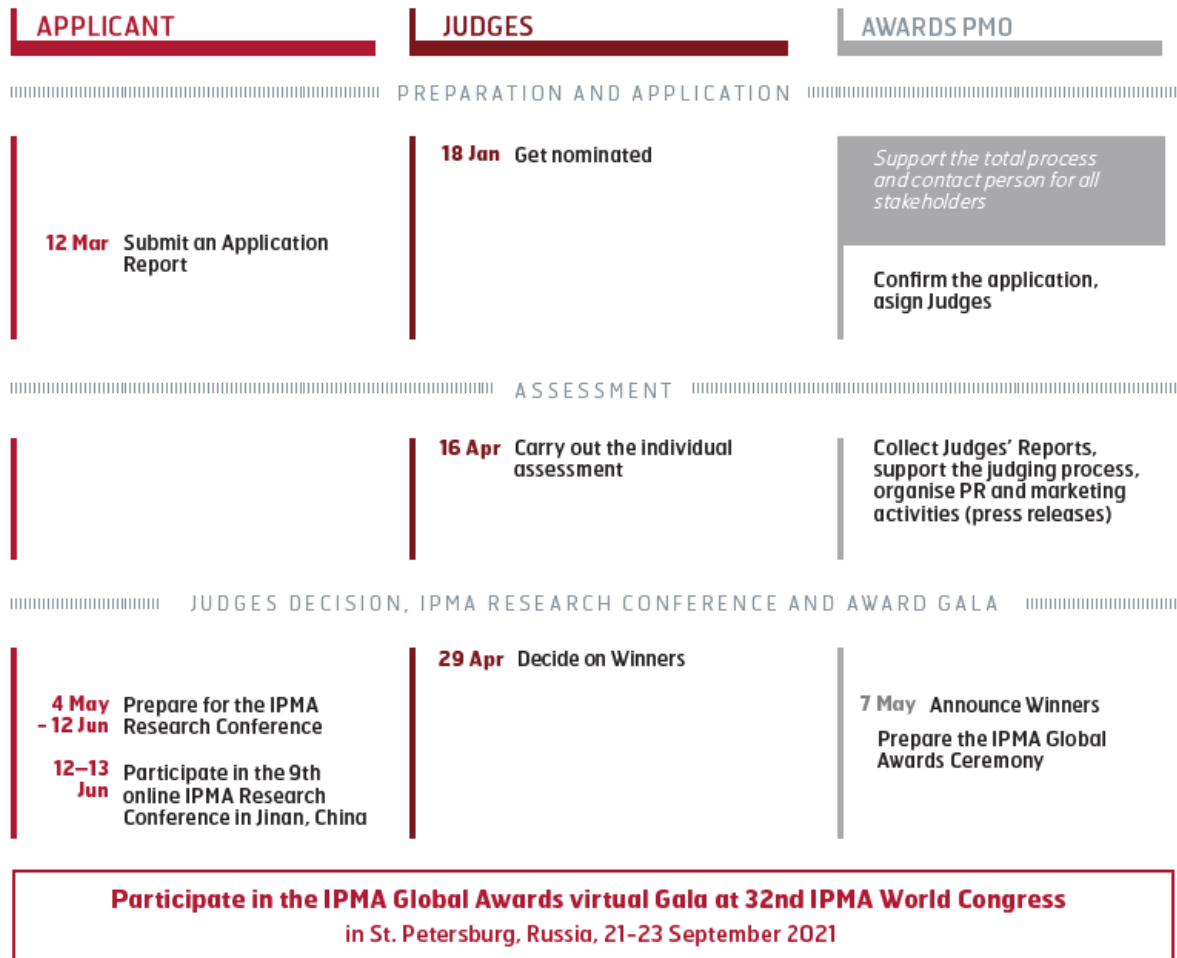 APPLICANT
JUDGES
AWARDS PMO
PREPARATION AND APPLICATION
12 Mar Submit an Application
Report
18 Jan Get nominated
Support the total process
and contact person for all
stakeholders
Confirm the application,
asign Judges
ASSESSMENT
16 Apr Carry out the individual
assessment
Collect Judges' Reports,
support the judging process,
organise PR and marketing
activities (press releases)
JUDGES DECISION, IPMA RESEARCH CONFERENCE AND AWARD GALA
4 May Prepare for the IPMA
– 12 Jun Research Conference
12–13 Participate in the 9th
Jun online IPMA Research
Conference in Jinan, China
29 Apr Decide on Winners
7 May Announce Winners
Prepare the IPMA Global
Awards Ceremony
Participate in the IPMA Global Awards virtual Gala at 32nd IPMA World Congress
in St. Petersburg, Russia, 21–23 September 2021